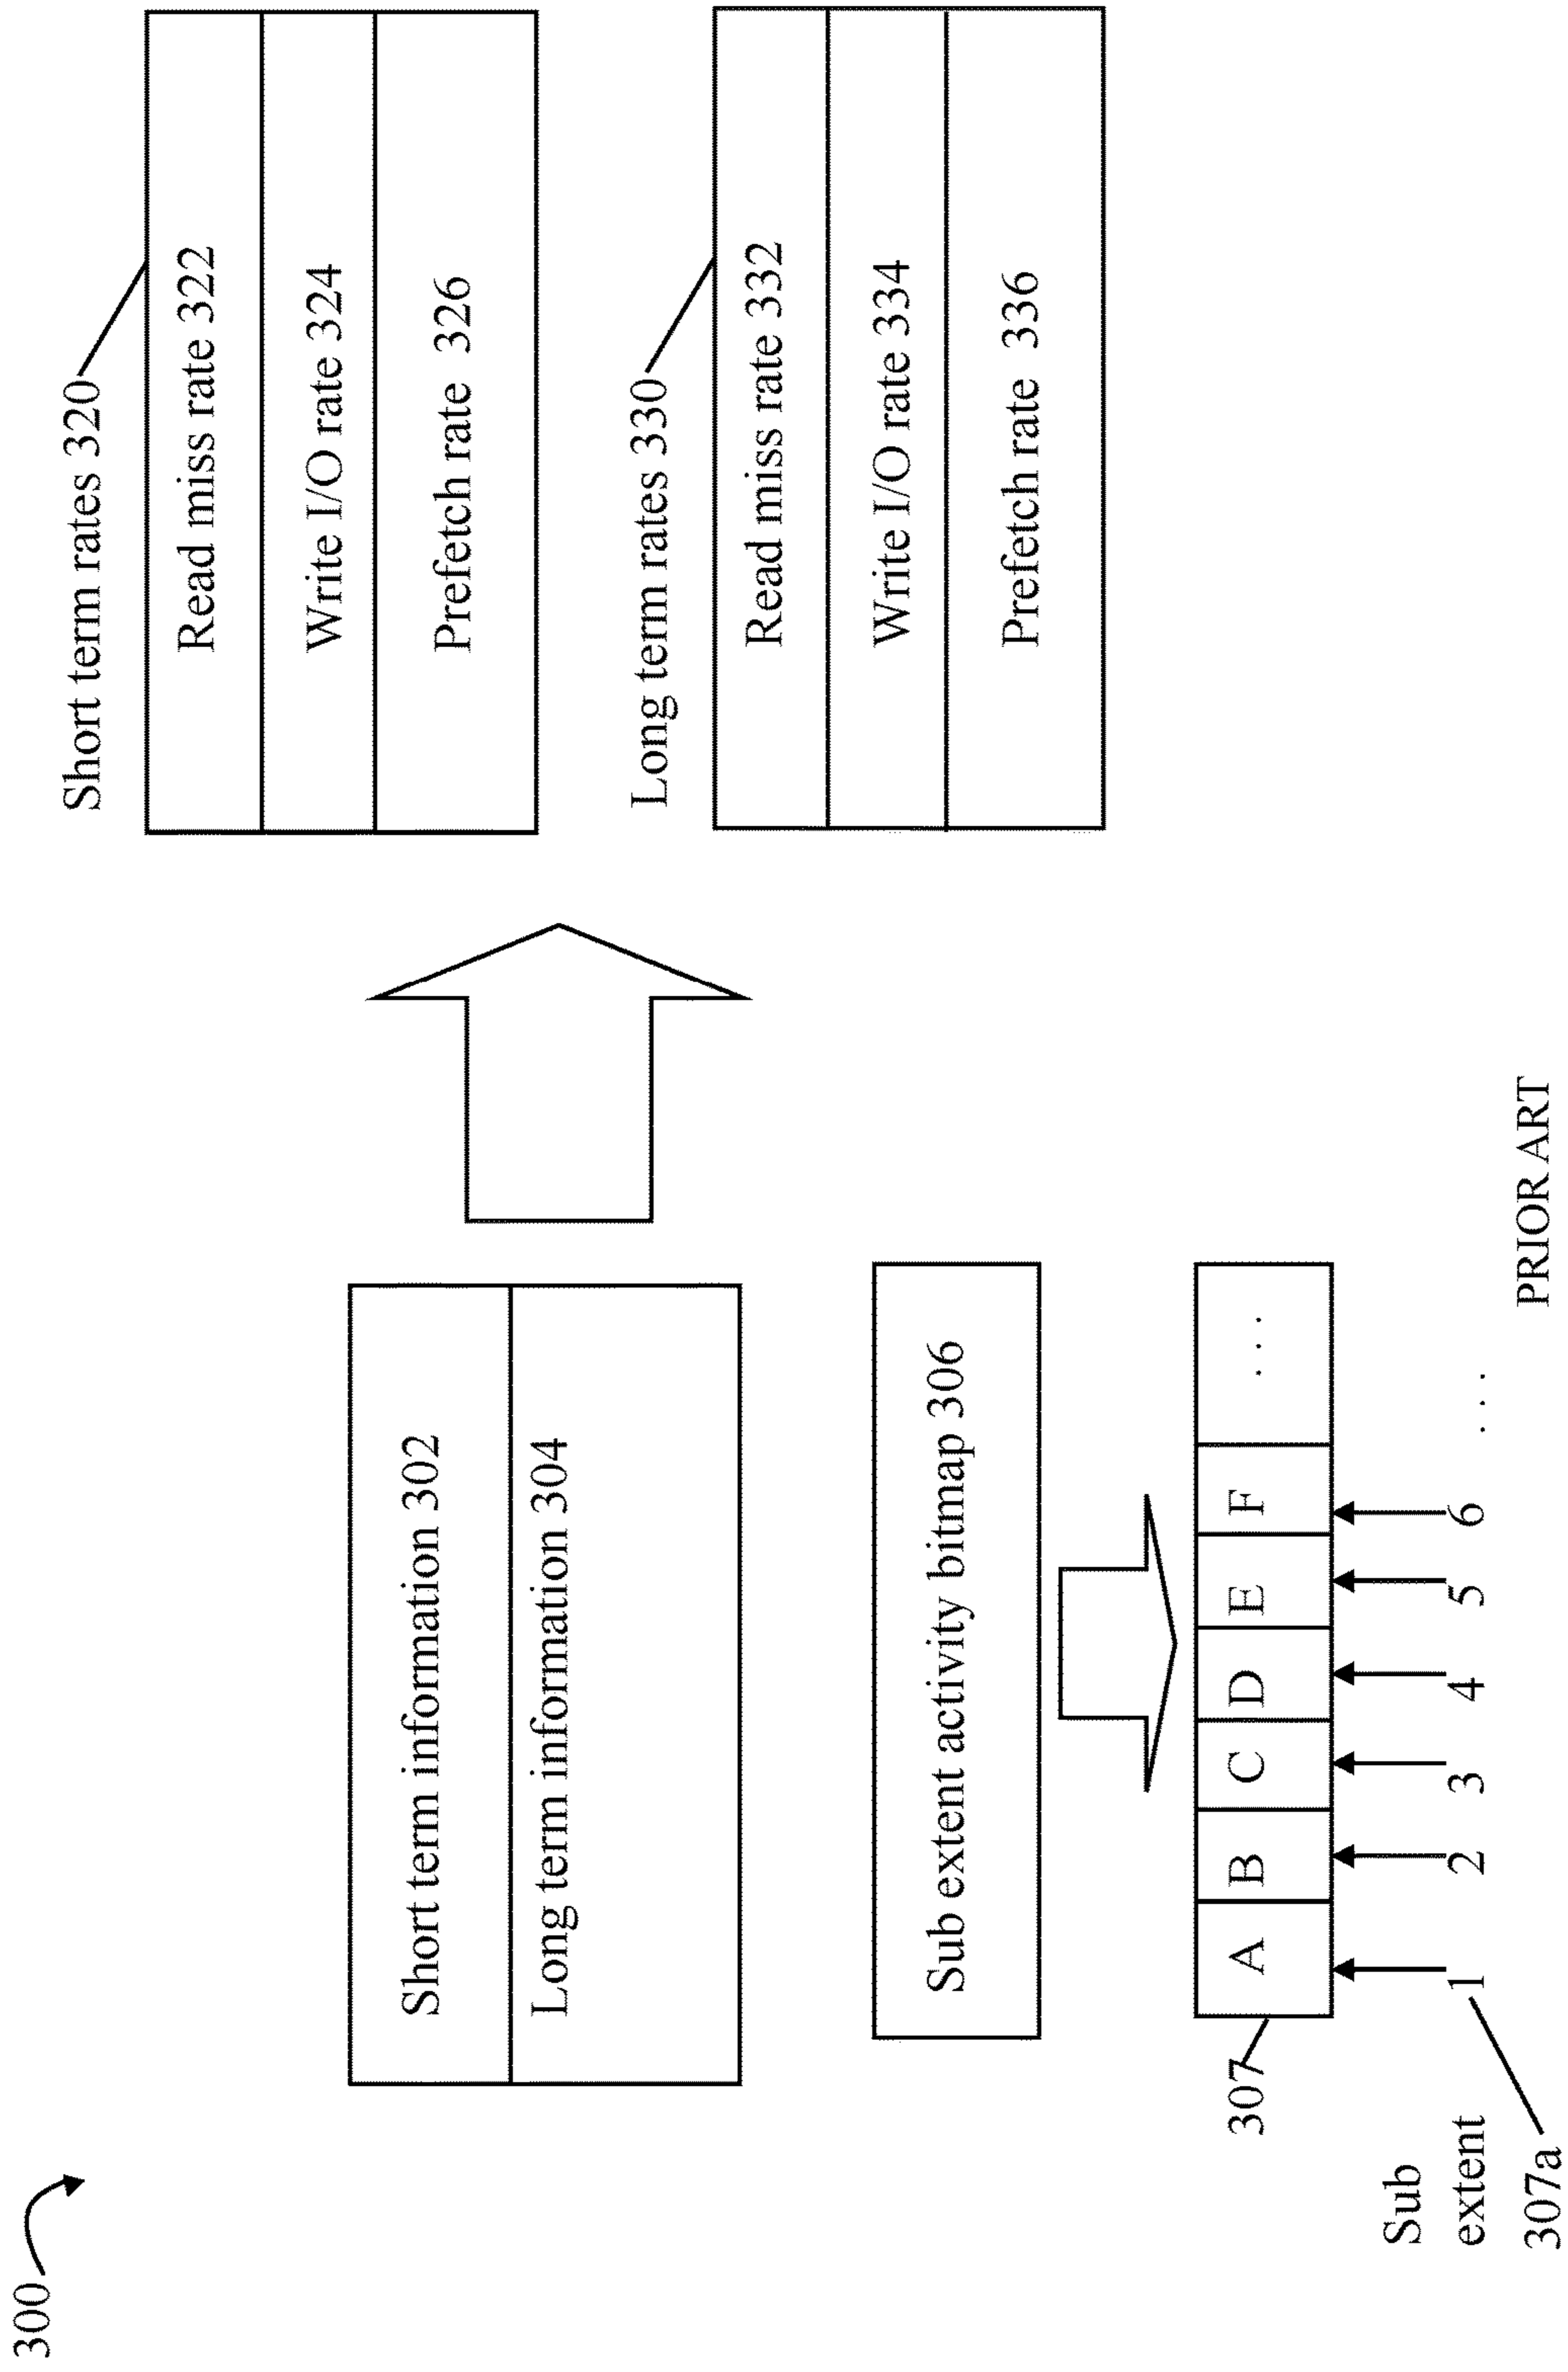 300
Short term rates 320
Read miss rate 322
Write I/O rate 324
Prefetch rate 326
Long term rates 330
Read miss rate 332
Write I/O rate 334
Prefetch rate 336
Short term information 302
Long term information 304
Sub extent activity bitmap 306
307
A B C D E F . . .
Sub
extent
1 2 3 4 5 6 . . .
307a
PRIOR ART